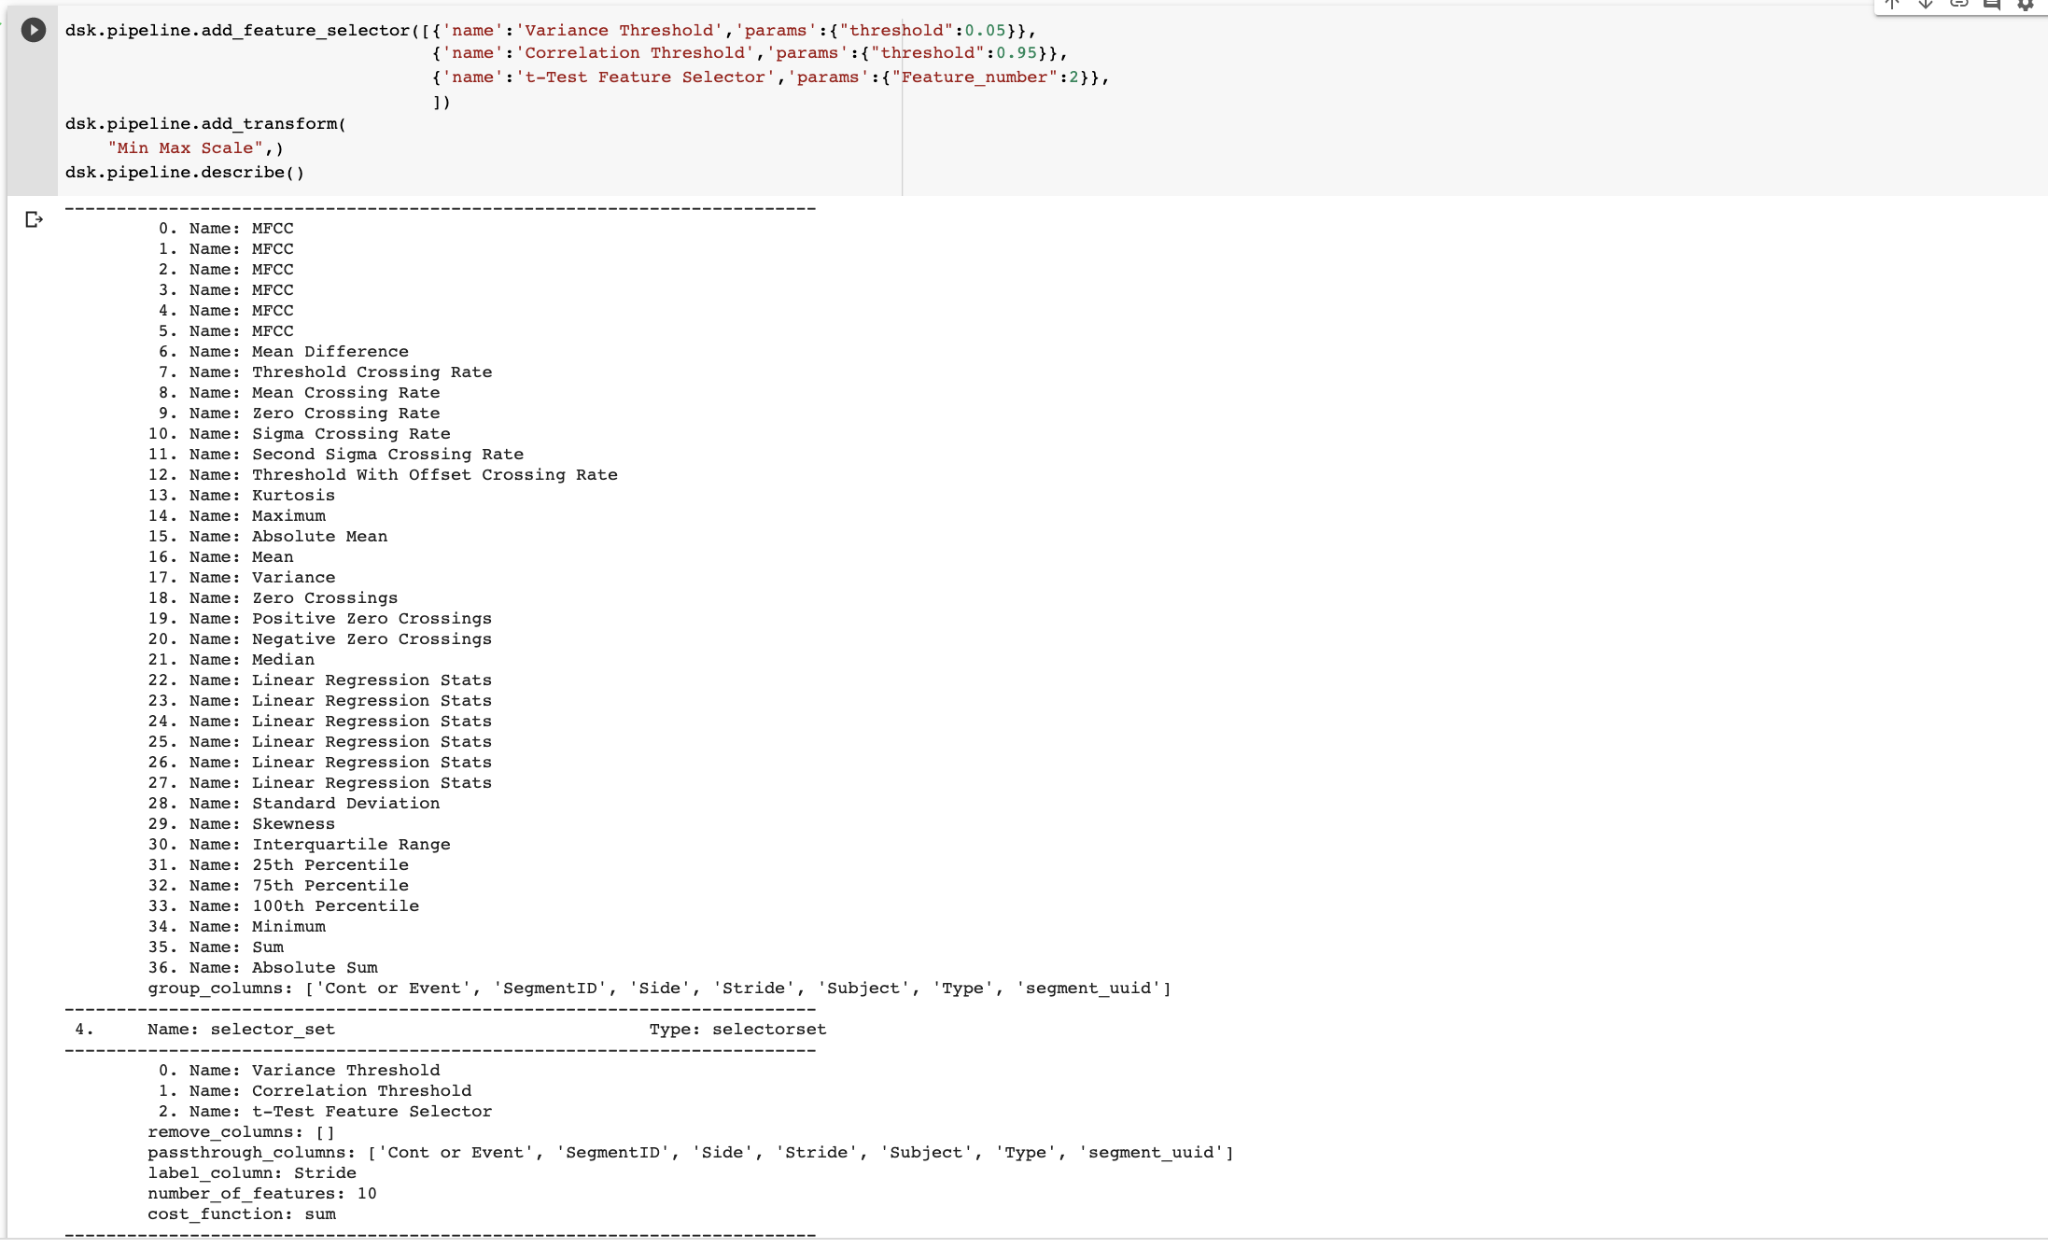 dsk.pipeline.add_feature_selector([{'name':'Variance Threshold','params':{"threshold":0.05}},
{'name':'Correlation Threshold','params':{"threshold":0.95}},
{'name':'t-Test Feature Selector','params':{"Feature_number":2}},
])
dsk.pipeline.add_transform(
"Min Max Scale",)
dsk.pipeline.describe()
------------------------------------------------------------------------
0. Name: MFCC
1. Name: MFCC
2. Name: MFCC
3. Name: MFCC
4. Name: MFCC
5. Name: MFCC
6. Name: Mean Difference
7. Name: Threshold Crossing Rate
8. Name: Mean Crossing Rate
9. Name: Zero Crossing Rate
10. Name: Sigma Crossing Rate
11. Name: Second Sigma Crossing Rate
12. Name: Threshold With Offset Crossing Rate
13. Name: Kurtosis
14. Name: Maximum
15. Name: Absolute Mean
16. Name: Mean
17. Name: Variance
18. Name: Zero Crossings
19. Name: Positive Zero Crossings
20. Name: Negative Zero Crossings
21. Name: Median
22. Name: Linear Regression Stats
23. Name: Linear Regression Stats
24. Name: Linear Regression Stats
25. Name: Linear Regression Stats
26. Name: Linear Regression Stats
27. Name: Linear Regression Stats
28. Name: Standard Deviation
29. Name: Skewness
30. Name: Interquartile Range
31. Name: 25th Percentile
32. Name: 75th Percentile
33. Name: 100th Percentile
34. Name: Minimum
35. Name: Sum
36. Name: Absolute Sum
group_columns: ['Cont or Event', 'SegmentID', 'Side', 'Stride', 'Subject', 'Type', 'segment_uuid']
------------------------------------------------------------------------
4. Name: selector_set Type: selectorset
------------------------------------------------------------------------
0. Name: Variance Threshold
1. Name: Correlation Threshold
2. Name: t-Test Feature Selector
remove_columns: []
passthrough_columns: ['Cont or Event', 'SegmentID', 'Side', 'Stride', 'Subject', 'Type', 'segment_uuid']
label_column: Stride
number_of_features: 10
cost_function: sum
------------------------------------------------------------------------